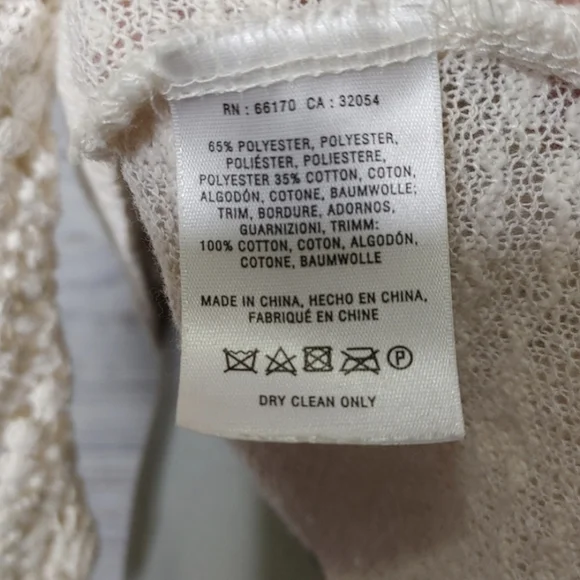 RN : 66170 CA : 32054
65% POLYESTER, POLYESTER,
POLIÉSTER, POLIESTERE,
POLYESTER 35% COTTON, COTON,
ALGODÓN, COTONE, BAUMWOLLE;
TRIM, BORDURE, ADORNOS,
GUARNIZIONI, TRIMM:
100% COTTON, COTON, ALGODÓN,
COTONE, BAUMWOLLE
MADE IN CHINA, HECHO EN CHINA,
FABRIQUÉ EN CHINE
P
DRY CLEAN ONLY